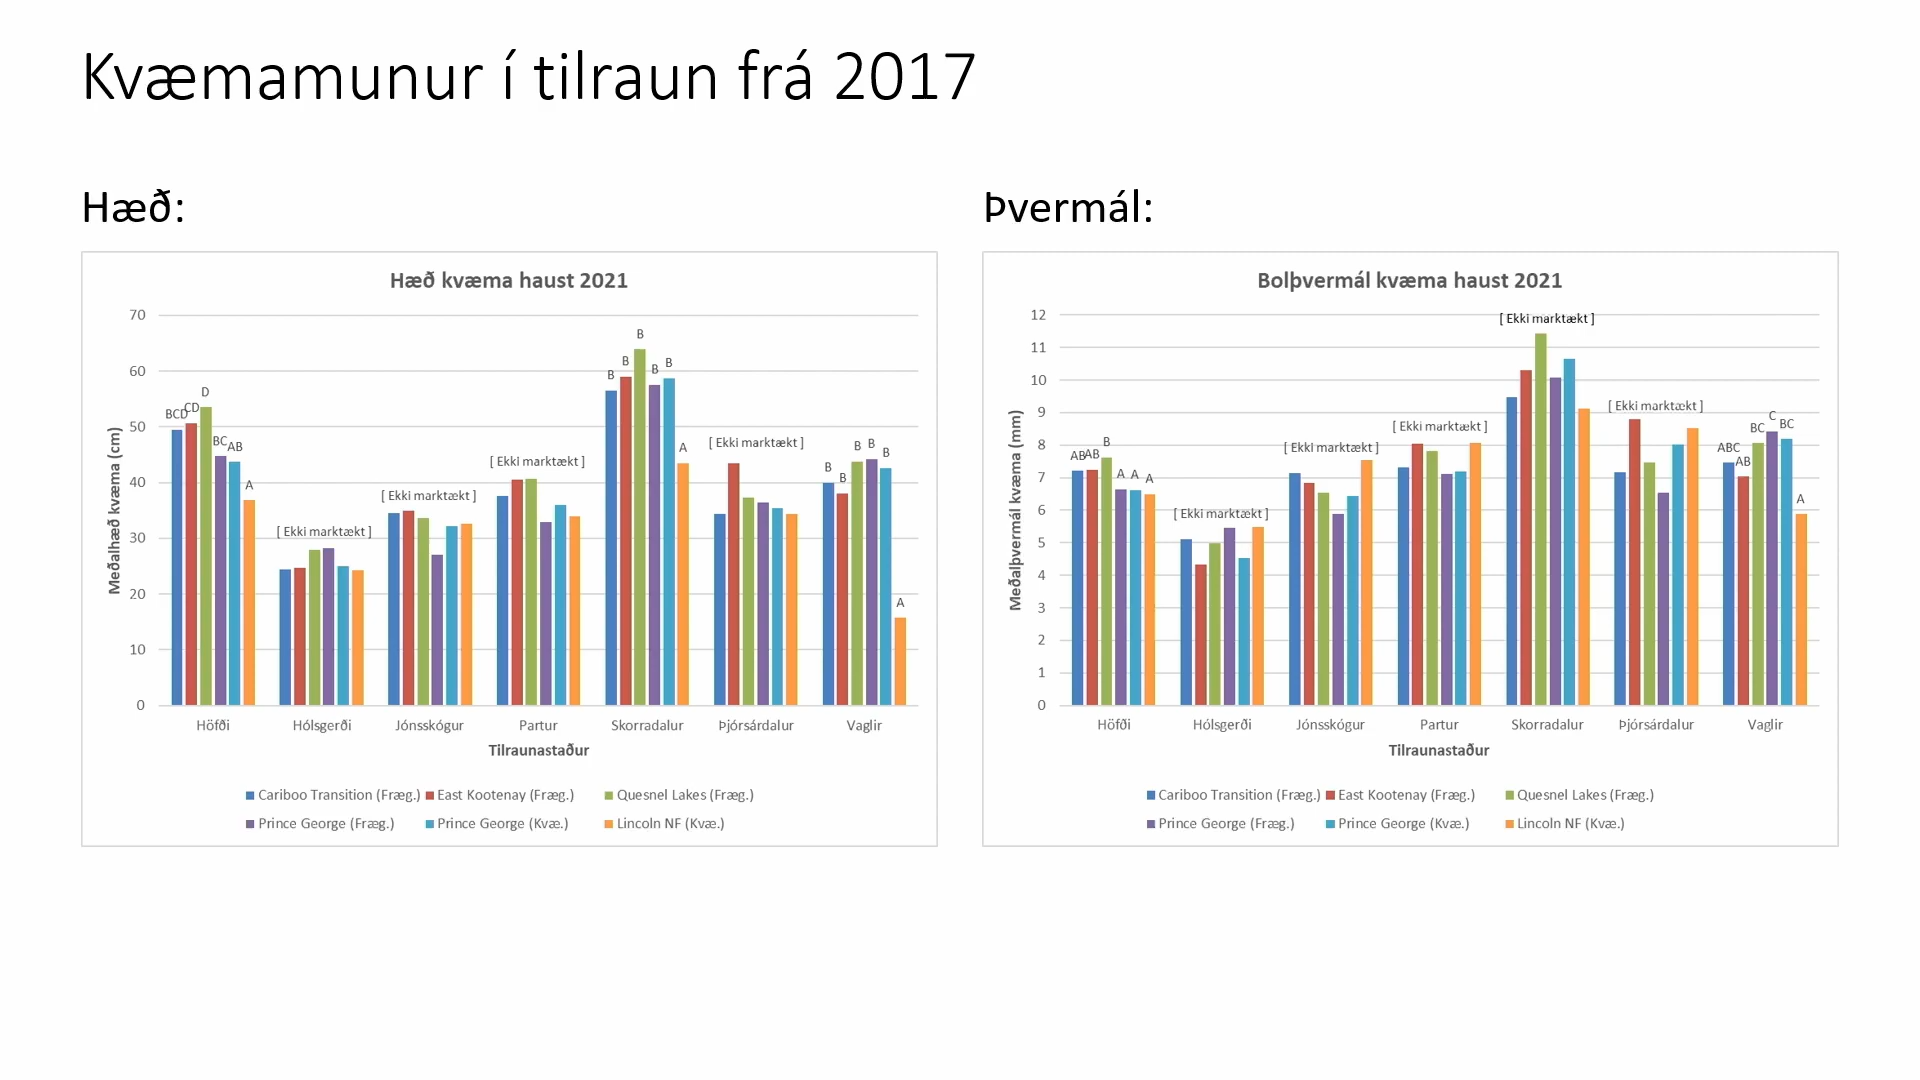 Kvæmamunur í tilraun frá 2017
Hæð:
Hæð kvæma haust 2021
Meðalhæð kvæma (cm)
70
60
50
40
30
20
10
0
BCD
CD
D
BC
AB
A
[ Ekki marktækt ]
[ Ekki marktækt ]
[ Ekki marktækt ]
B
B
B
B
B
A
[ Ekki marktækt ]
B
B
B
B
B
A
Höfði
Hólsgerði
Jónsskógur
Partur
Skorradalur
Þjórsárdalur
Vaglir
Tilraunastaður
Cariboo Transition (Fræg.)
East Kootenay (Fræg.)
Quesnel Lakes (Fræg.)
Prince George (Fræg.)
Prince George (Kvæ.)
Lincoln NF (Kvæ.)
Þvermál:
Bolþvermál kvæma haust 2021
Meðalþvermál kvæma (mm)
12
11
10
9
8
7
6
5
4
3
2
1
0
AB
AB
B
A
A
A
[ Ekki marktækt ]
[ Ekki marktækt ]
[ Ekki marktækt ]
[ Ekki marktækt ]
[ Ekki marktækt ]
ABC
AB
BC
C
BC
A
Höfði
Hólsgerði
Jónsskógur
Partur
Skorradalur
Þjórsárdalur
Vaglir
Tilraunastaður
Cariboo Transition (Fræg.)
East Kootenay (Fræg.)
Quesnel Lakes (Fræg.)
Prince George (Fræg.)
Prince George (Kvæ.)
Lincoln NF (Kvæ.)